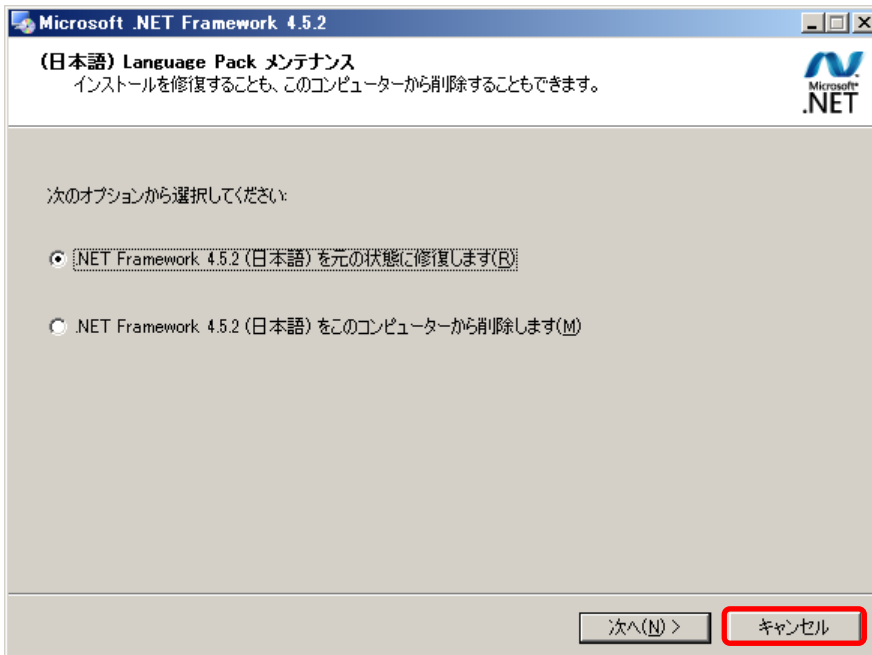 Microsoft .NET Framework 4.5.2
(日本語) Language Pack メンテナンス
インストールを修復することも、このコンピューターから削除することもできます。
Microsoft®
.NET
次のオプションから選択してください:
.NET Framework 4.5.2 (日本語) を元の状態に修復します(R)
.NET Framework 4.5.2 (日本語) をこのコンピューターから削除します(M)
次へ(N) >
キャンセル